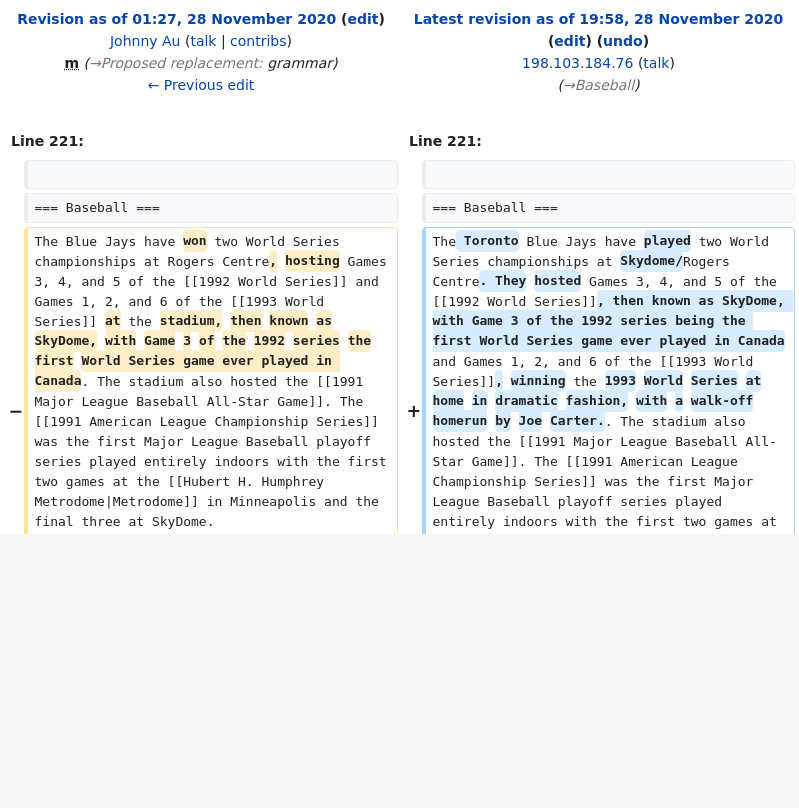 Revision as of 01:27, 28 November 2020 (edit)
Johnny Au (talk | contribs)
m (→Proposed replacement: grammar)
← Previous edit
Latest revision as of 19:58, 28 November 2020
(edit) (undo)
198.103.184.76 (talk)
(→Baseball)
Line 221:
=== Baseball ===
−
The Blue Jays have won two World Series
championships at Rogers Centre, hosting Games
3, 4, and 5 of the [[1992 World Series]] and
Games 1, 2, and 6 of the [[1993 World
Series]] at the stadium, then known as
SkyDome, with Game 3 of the 1992 series the
first World Series game ever played in
Canada. The stadium also hosted the [[1991
Major League Baseball All-Star Game]]. The
[[1991 American League Championship Series]]
was the first Major League Baseball playoff
series played entirely indoors with the first
two games at the [[Hubert H. Humphrey
Metrodome|Metrodome]] in Minneapolis and the
final three at SkyDome.
Line 221:
=== Baseball ===
+
The Toronto Blue Jays have played two World
Series championships at Skydome/Rogers
Centre. They hosted Games 3, 4, and 5 of the
[[1992 World Series]], then known as SkyDome,
with Game 3 of the 1992 series being the
first World Series game ever played in Canada
and Games 1, 2, and 6 of the [[1993 World
Series]], winning the 1993 World Series at
home in dramatic fashion, with a walk-off
homerun by Joe Carter.. The stadium also
hosted the [[1991 Major League Baseball All-
Star Game]]. The [[1991 American League
Championship Series]] was the first Major
League Baseball playoff series played
entirely indoors with the first two games at